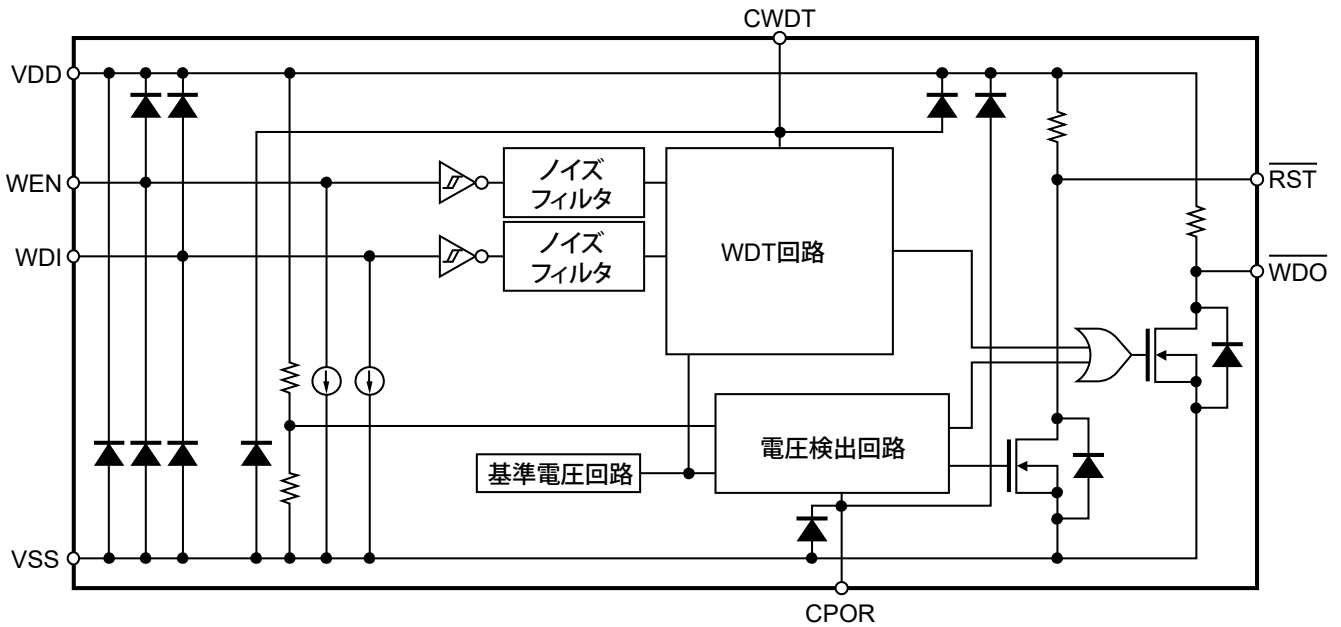 CWDT
VDD
WEN
ノイズ
フィルタ
RST
WDI
ノイズ
フィルタ
WDT回路
WDO
電圧検出回路
基準電圧回路
VSS
CPOR